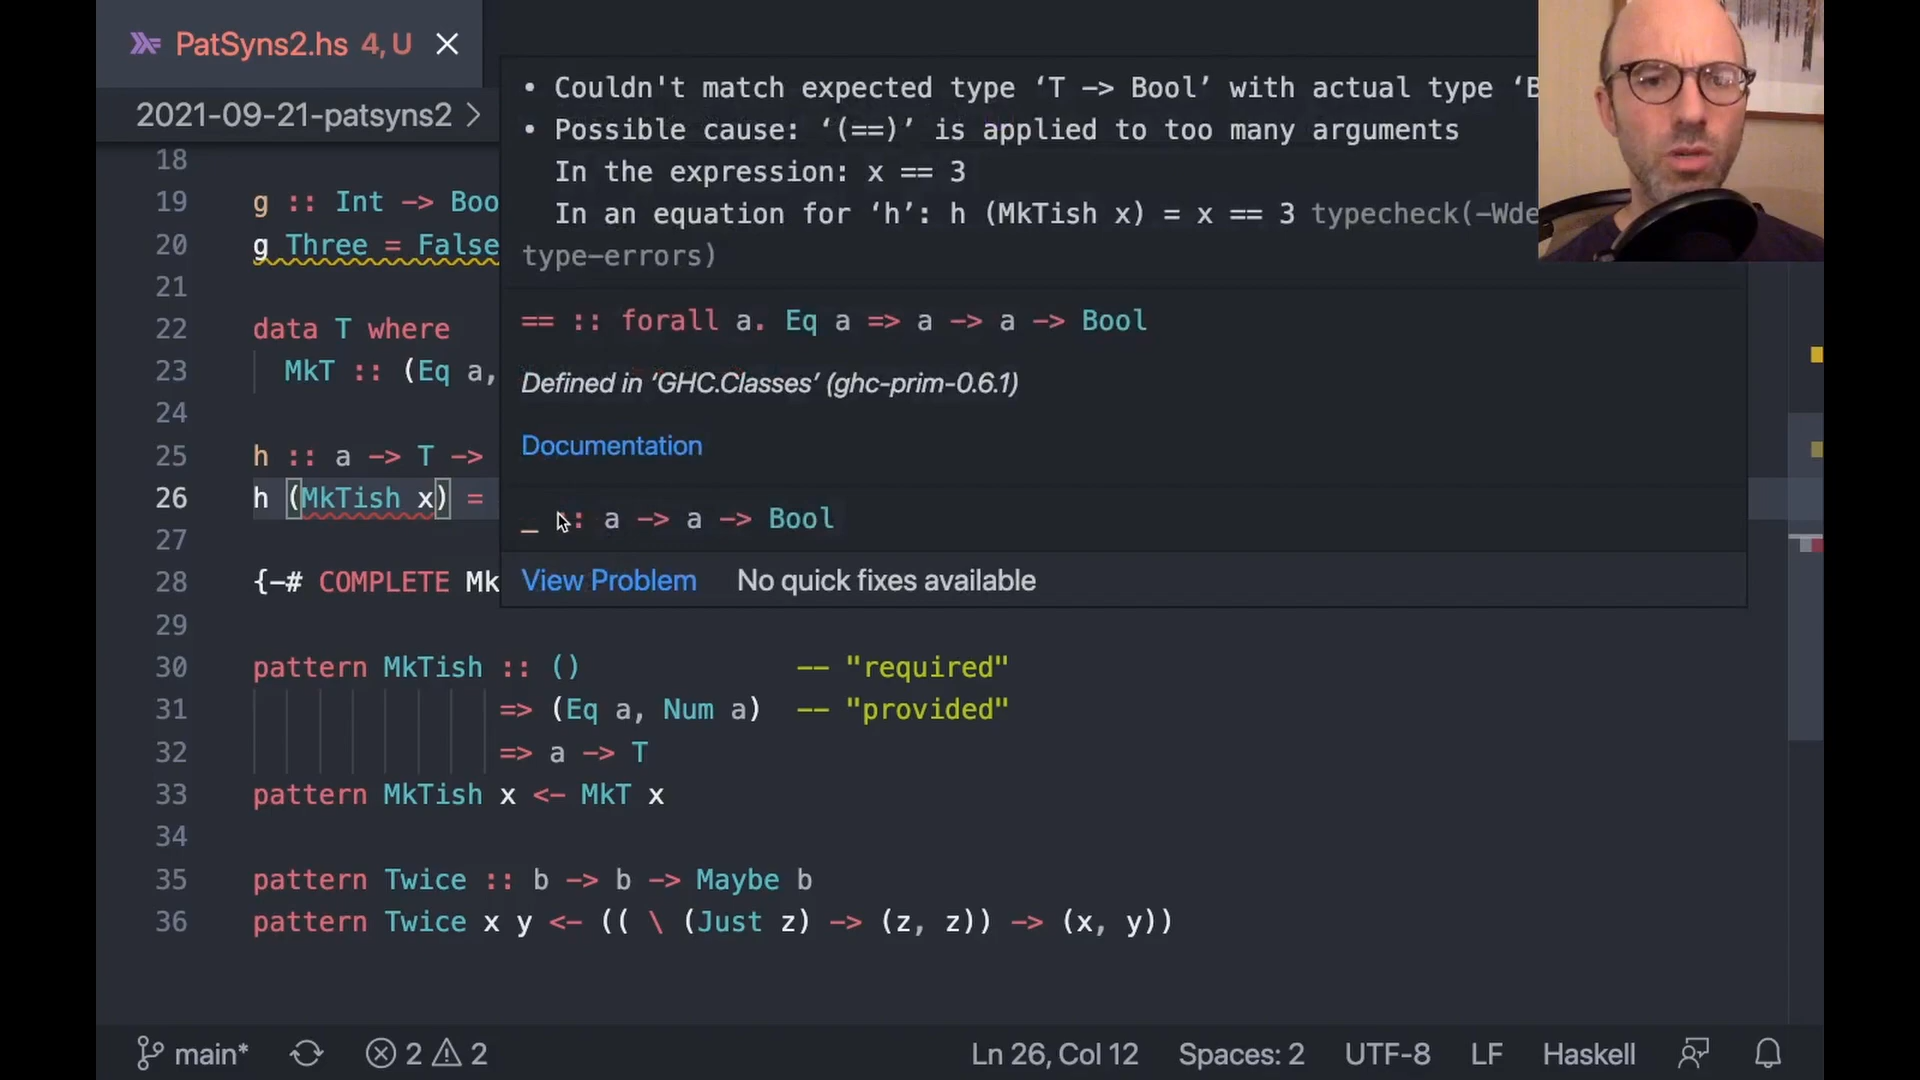 PatSyns2.hs 4, U
2021-09-21-patsyns2
• Couldn't match expected type ‘T -> Bool’ with actual type ‘B
• Possible cause: ‘(==)’ is applied to too many arguments
In the expression: x == 3
In an equation for ‘h’: h (MkTish x) = x == 3 typecheck(-Wde
type-errors)
== :: forall a. Eq a => a -> a -> Bool
Defined in ‘GHC.Classes’ (ghc-prim-0.6.1)
Documentation
_ :: a -> a -> Bool
View Problem No quick fixes available
18
19 g :: Int -> Boo
20 g Three = False
21
22 data T where
23 MkT :: (Eq a,
24
25 h :: a -> T ->
26 h (MkTish x) =
27
28 {-# COMPLETE Mk
29
30 pattern MkTish :: () -- "required"
31 => (Eq a, Num a) -- "provided"
32 => a -> T
33 pattern MkTish x <- MkT x
34
35 pattern Twice :: b -> b -> Maybe b
36 pattern Twice x y <- (( \ (Just z) -> (z, z)) -> (x, y))
main* 2 2 Ln 26, Col 12 Spaces: 2 UTF-8 LF Haskell